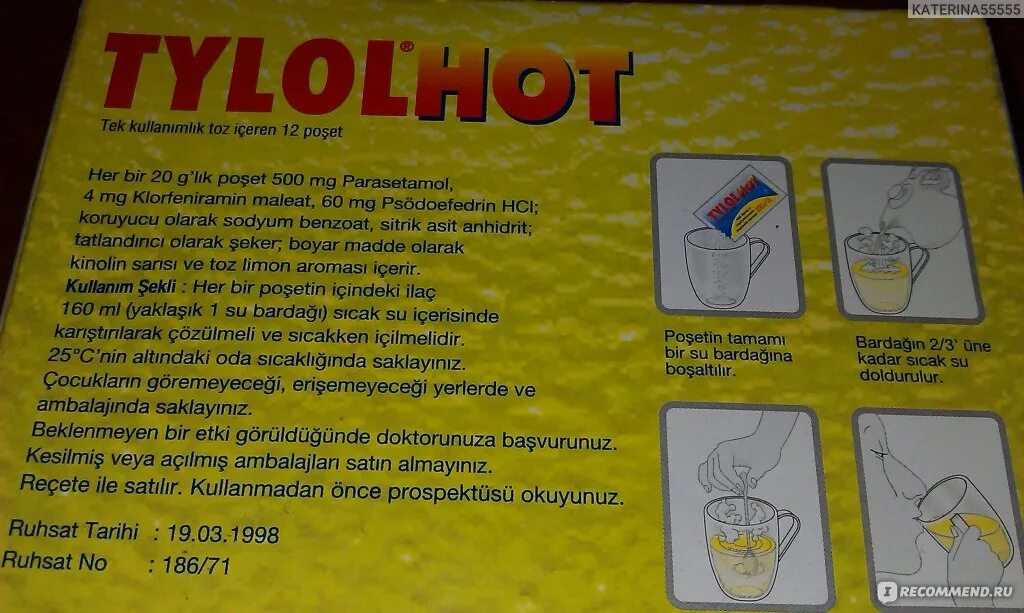 KATERINA55555
TYLOL®HOT
Tek kullanımlık toz içeren 12 poşet
Her bir 20 g'lık poşet 500 mg Parasetamol,
4 mg Klorfeniramin maleat, 60 mg Psödoefedrin HCl;
koruyucu olarak sodyum benzoat, sitrik asit anhidrit;
tatlandırıcı olarak şeker; boyar madde olarak
kinolin sarısı ve toz limon aroması içerir.
Kullanım Şekli : Her bir poşetin içindeki ilaç
160 ml (yaklaşık 1 su bardağı) sıcak su içerisinde
karıştırılarak çözülmeli ve sıcakken içilmelidir.
25°C'nin altındaki oda sıcaklığında saklayınız.
Çocukların göremeyeceği, erişemeyeceği yerlerde ve
ambalajında saklayınız.
Beklenmeyen bir etki görüldüğünde doktorunuza başvurunuz.
Kesilmiş veya açılmış ambalajları satın almayınız.
Reçete ile satılır. Kullanmadan önce prospektüsü okuyunuz.
Ruhsat Tarihi : 19.03.1998
Ruhsat No : 186/71
TYLOLHOT
Poşetin tamamı
bir su bardağına
boşaltılır.
Bardağın 2/3' üne
kadar sıcak su
doldurulur.
IRECOMMEND.RU